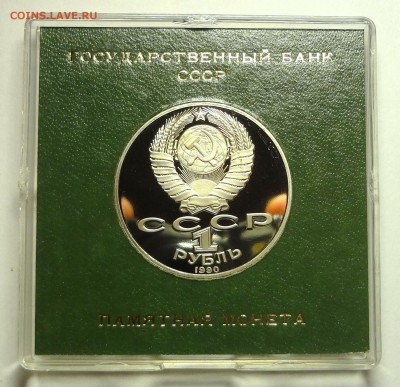 COINS.LAVE.RU
ГОСУДАРСТВЕННЫЙ БАНК
СССР
СССР
1
РУБЛЬ
1990
ПАМЯТНАЯ МОНЕТА